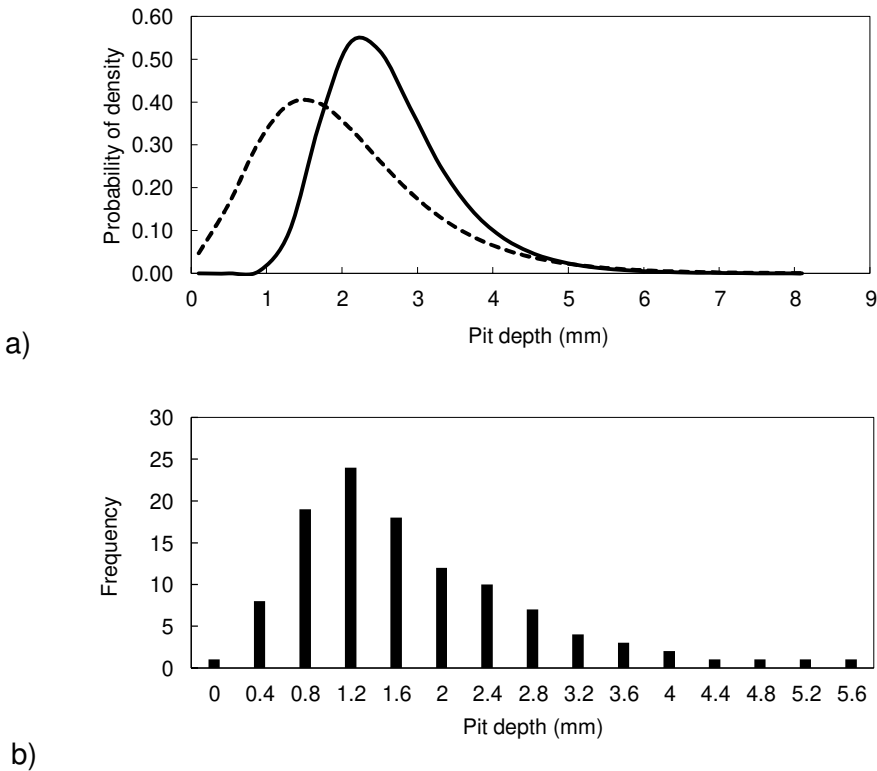 0.60
0.50
0.40
0.30
0.20
0.10
0.00
Probability of density
0 1 2 3 4 5 6 7 8 9
Pit depth (mm)
a)
30
25
20
15
10
5
0
Frequency
0 0.4 0.8 1.2 1.6 2 2.4 2.8 3.2 3.6 4 4.4 4.8 5.2 5.6
Pit depth (mm)
b)